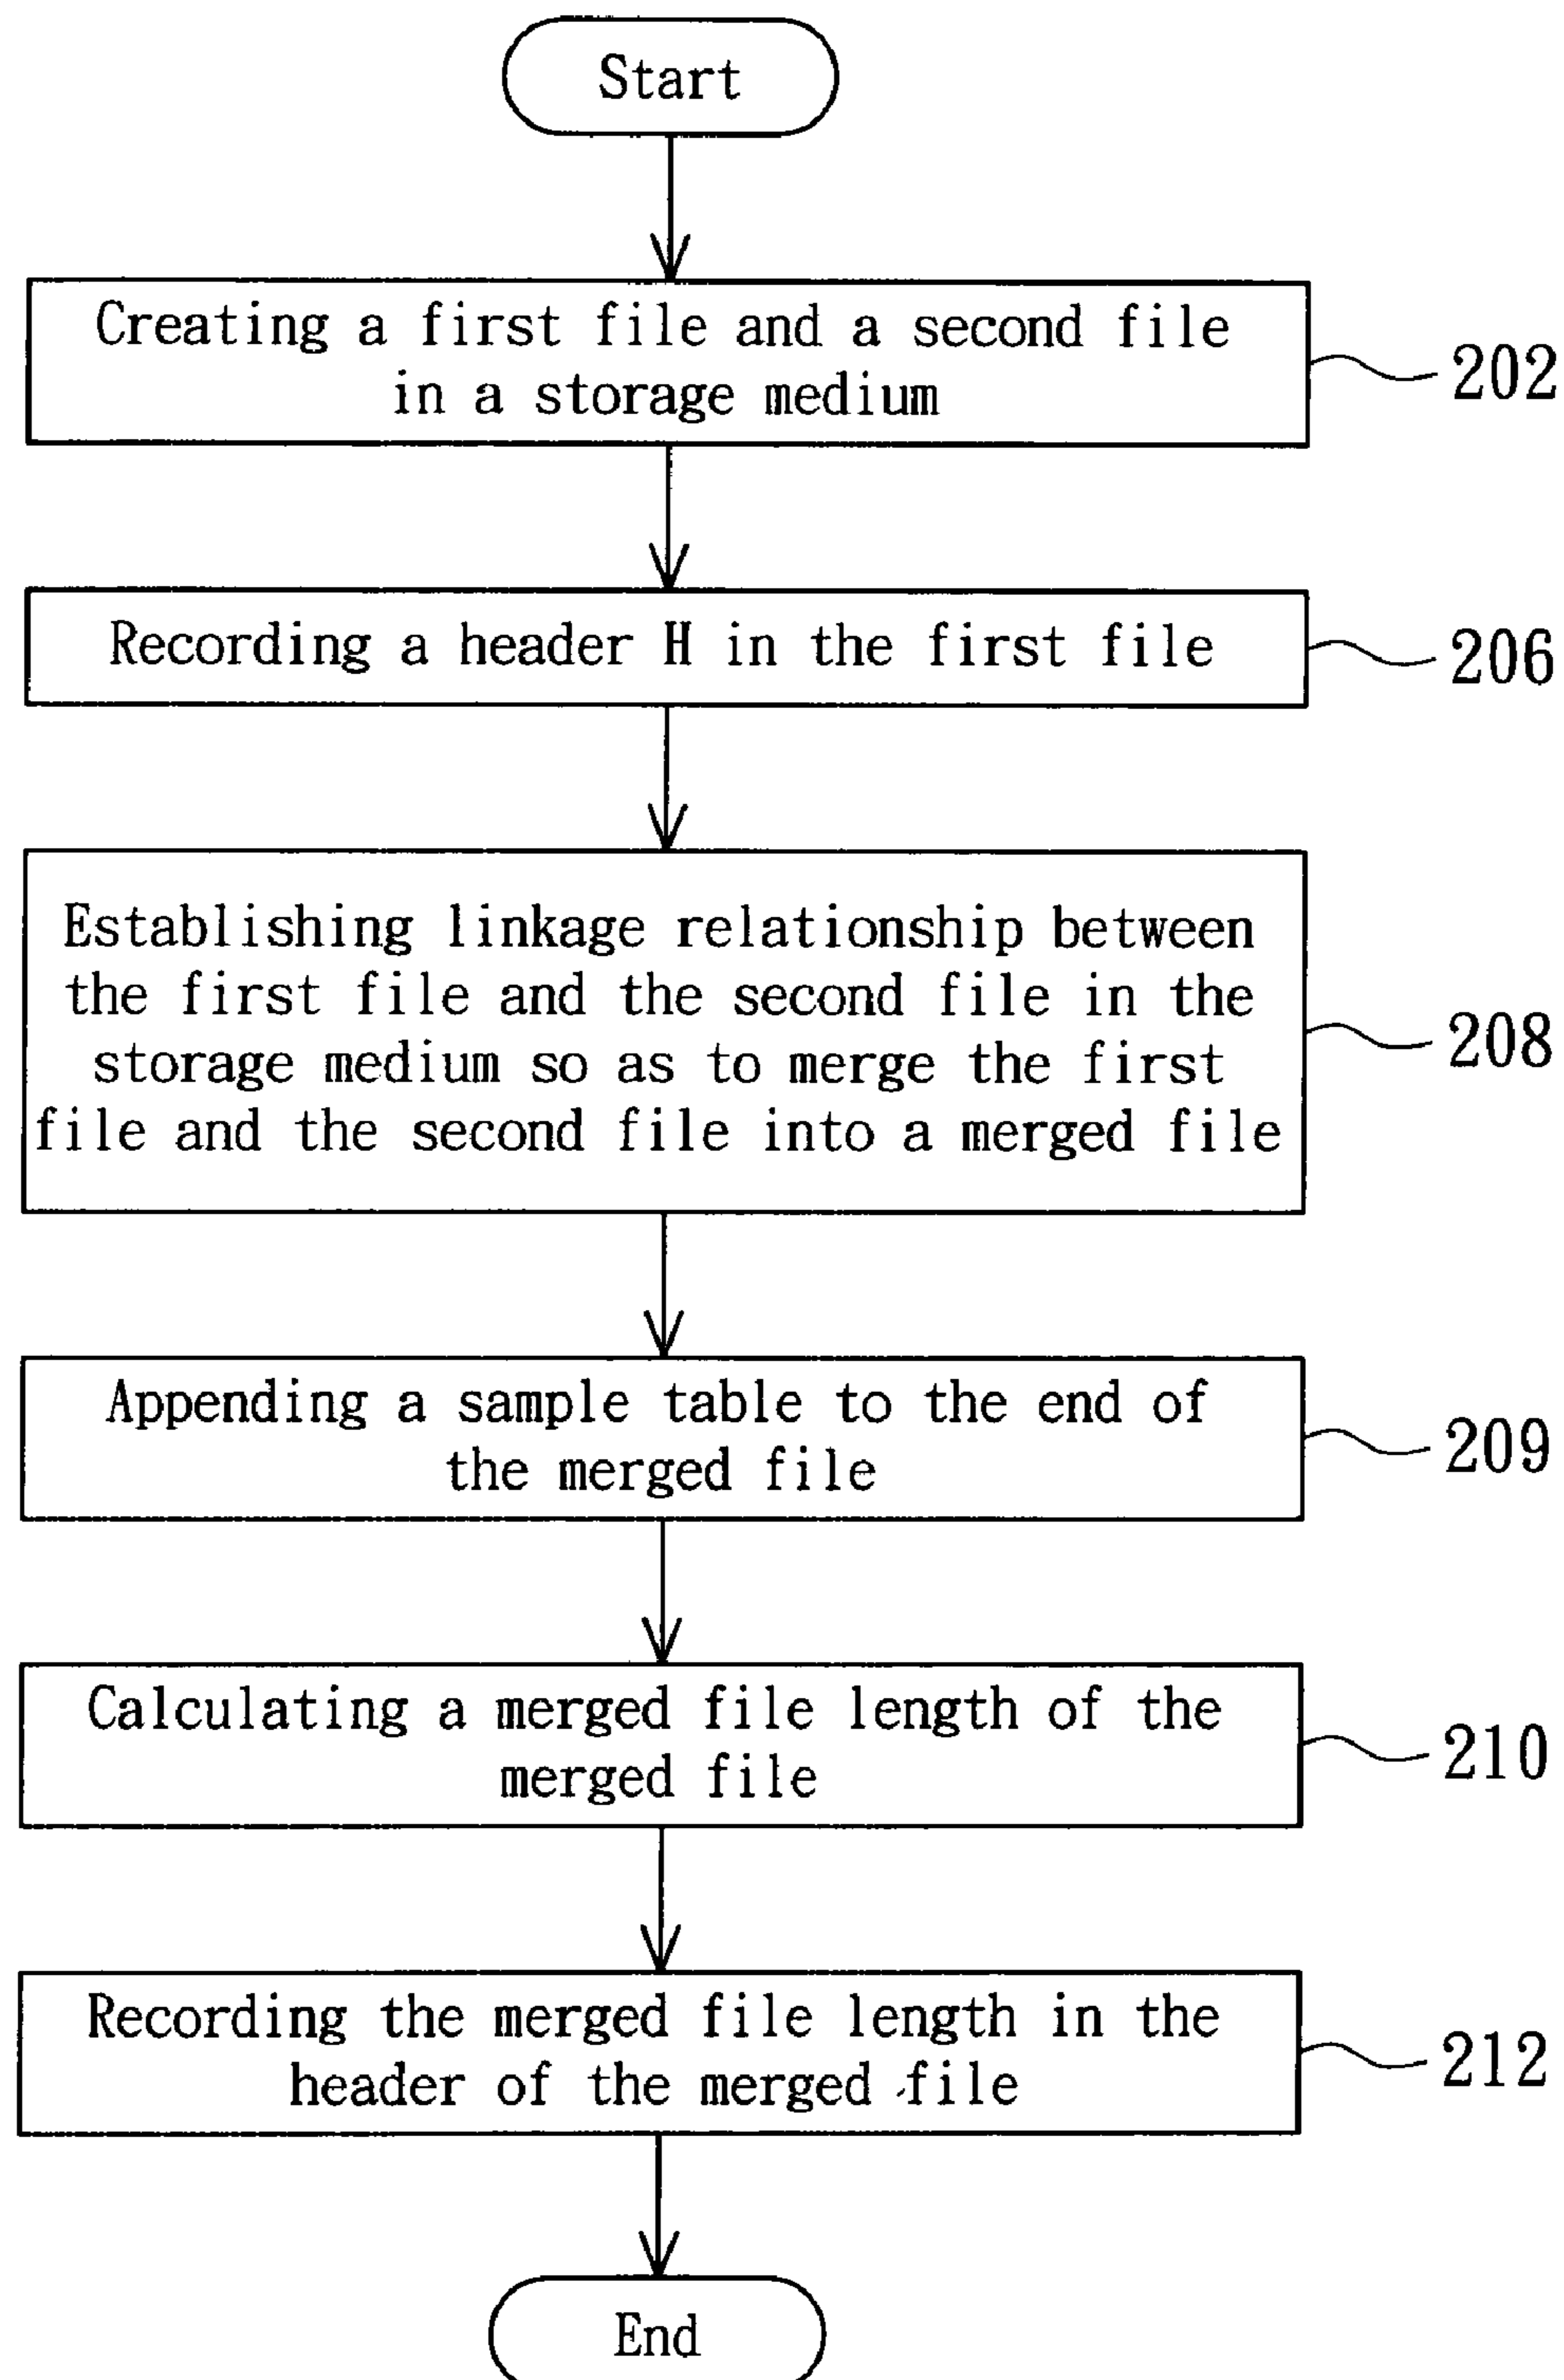 Start
Creating a first file and a second file
in a storage medium
202
Recording a header H in the first file
206
Establishing linkage relationship between
the first file and the second file in the
storage medium so as to merge the first
file and the second file into a merged file
208
Appending a sample table to the end of
the merged file
209
Calculating a merged file length of the
merged file
210
Recording the merged file length in the
header of the merged file
212
End